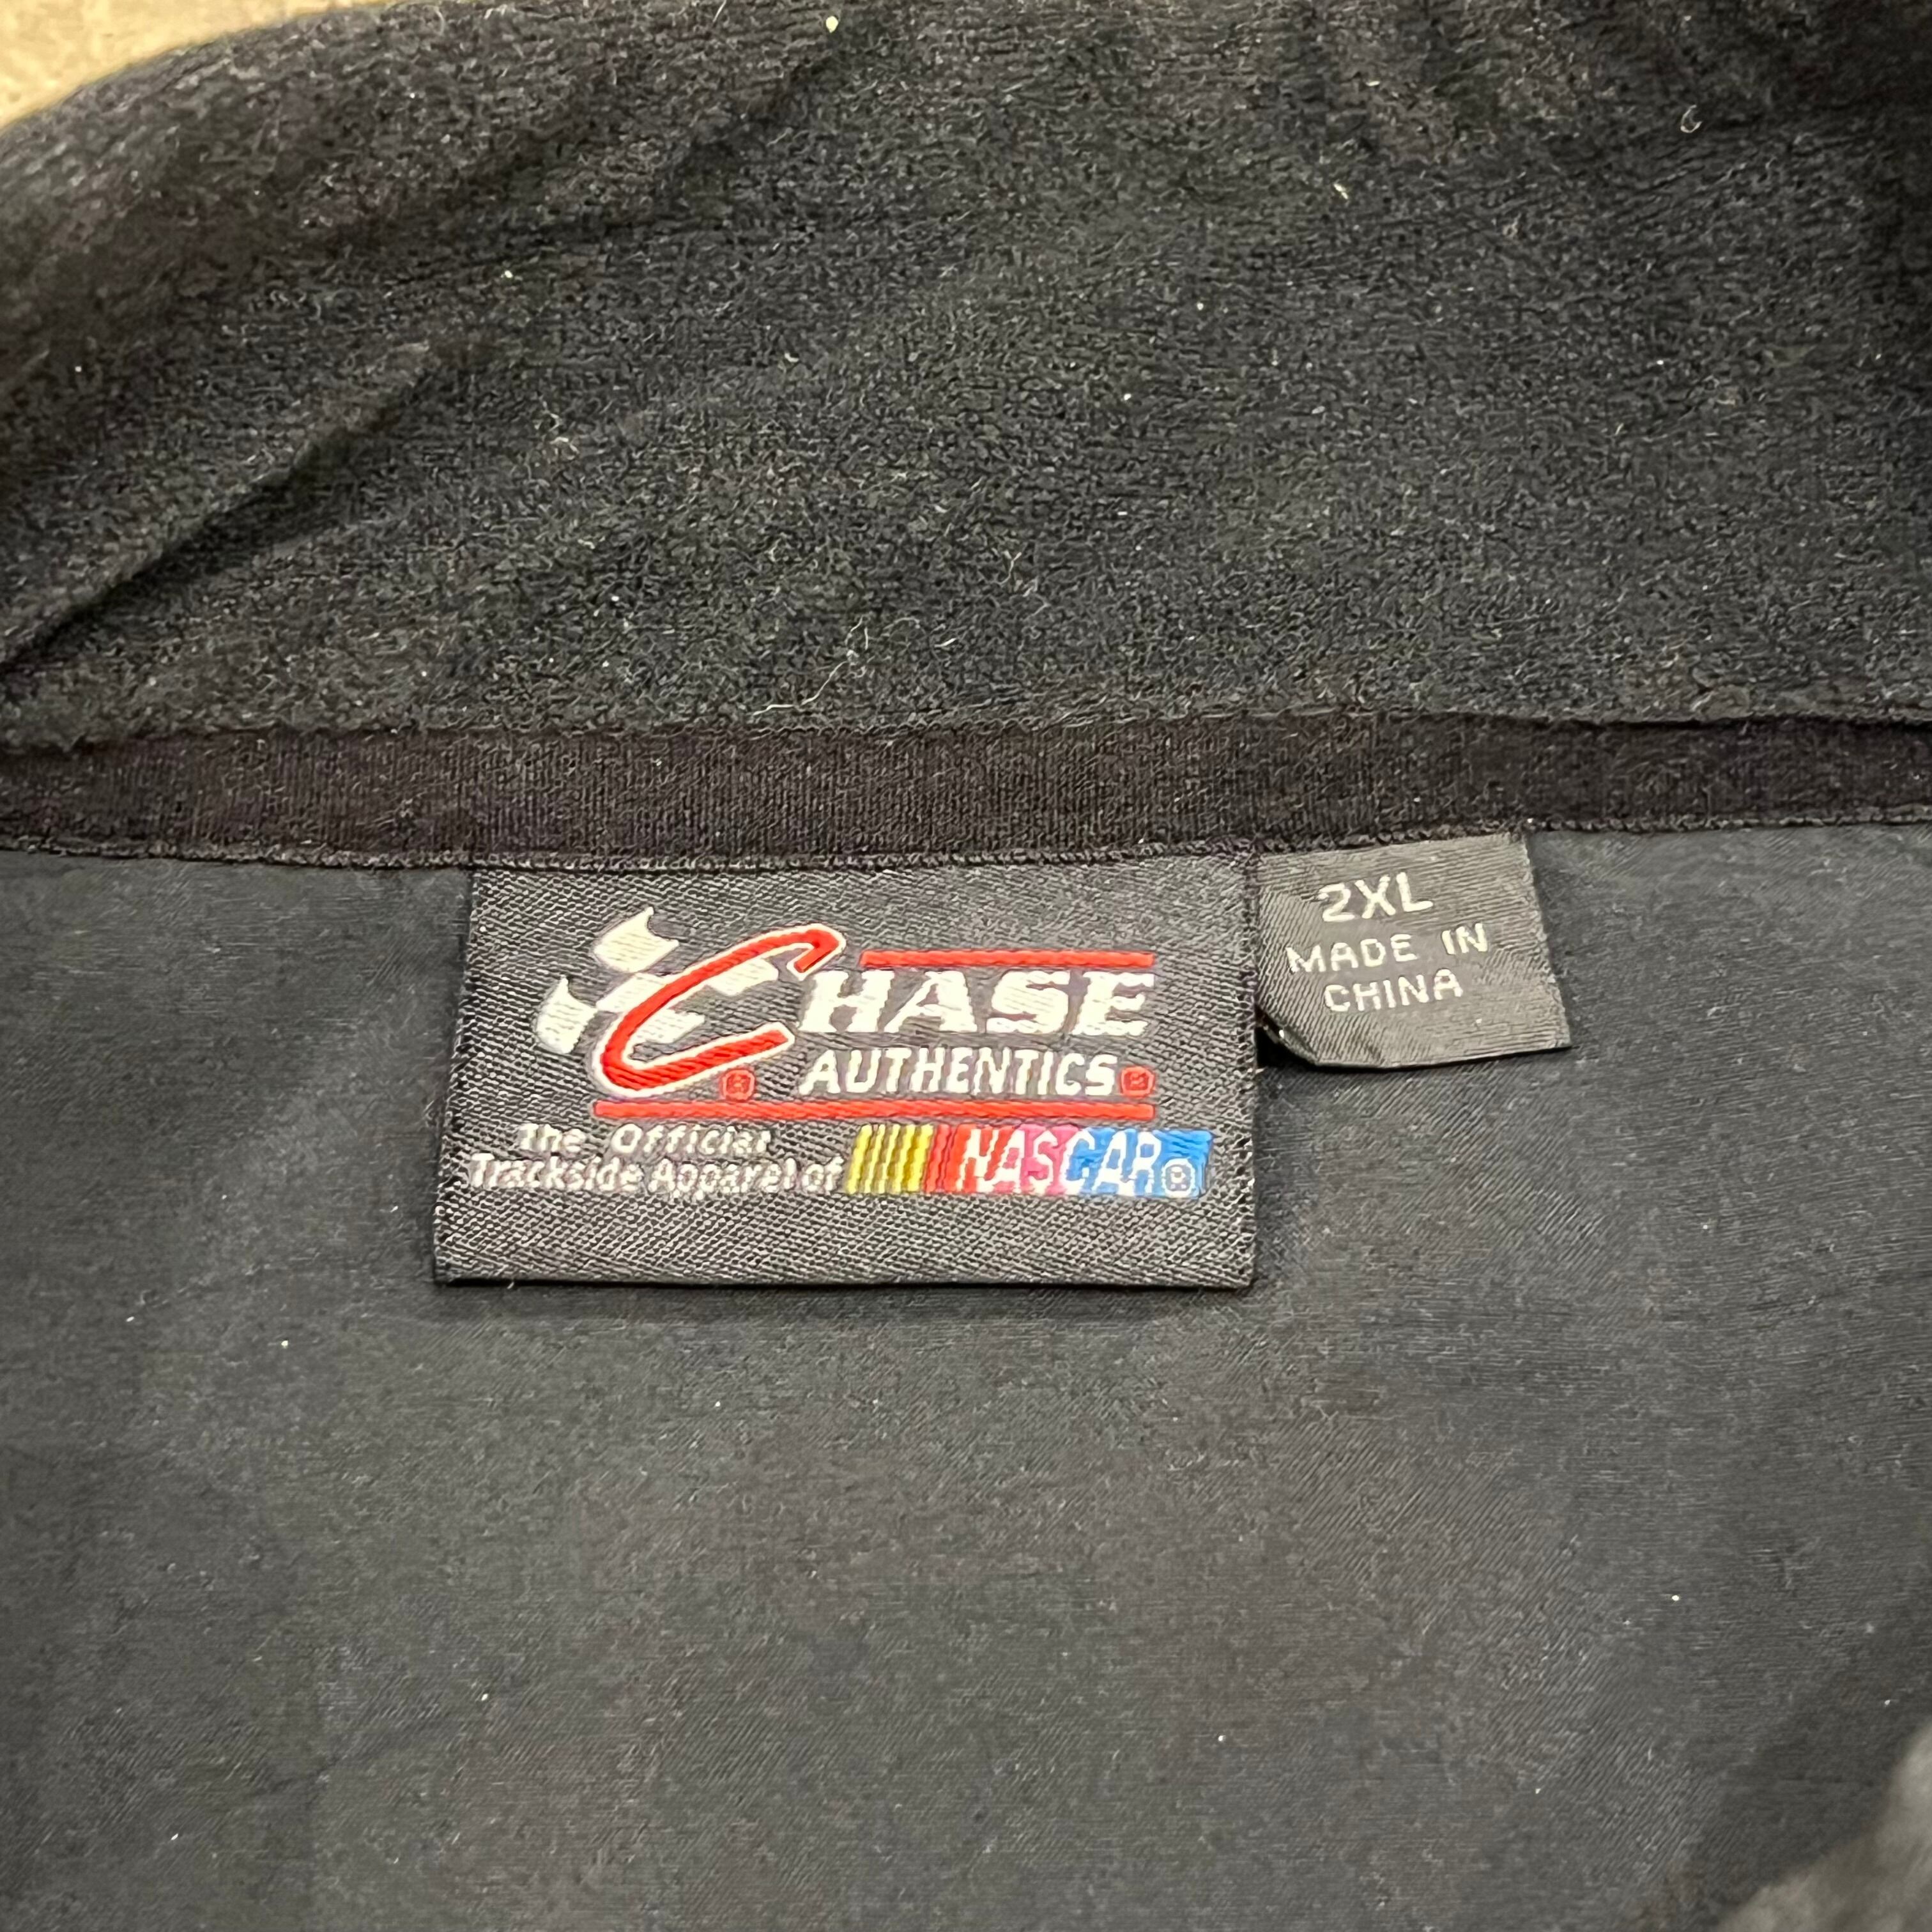 CHASE
AUTHENTICS®
The Official
Trackside Apparel of NASCAR®
2XL
MADE IN
CHINA